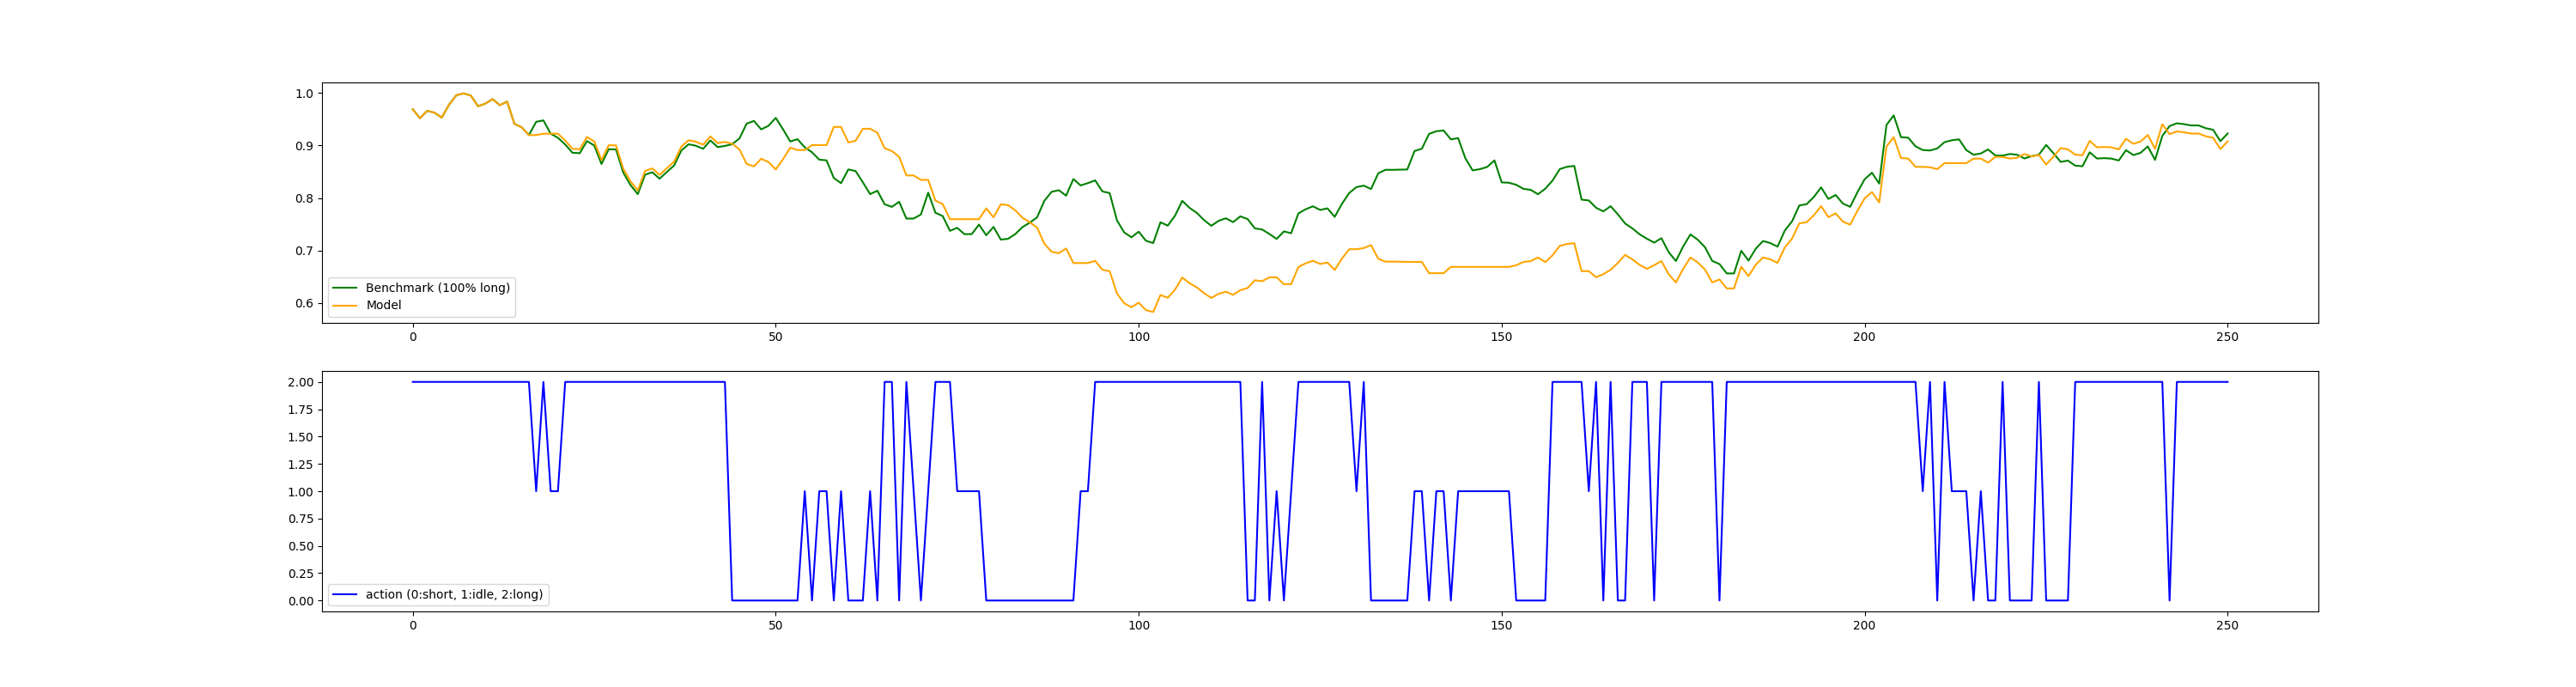 1.0
0.9
0.8
0.7
0.6
Benchmark (100% long)
Model
0 50 100 150 200 250
2.00
1.75
1.50
1.25
1.00
0.75
0.50
0.25
0.00
action (0:short, 1:idle, 2:long)
0 50 100 150 200 250